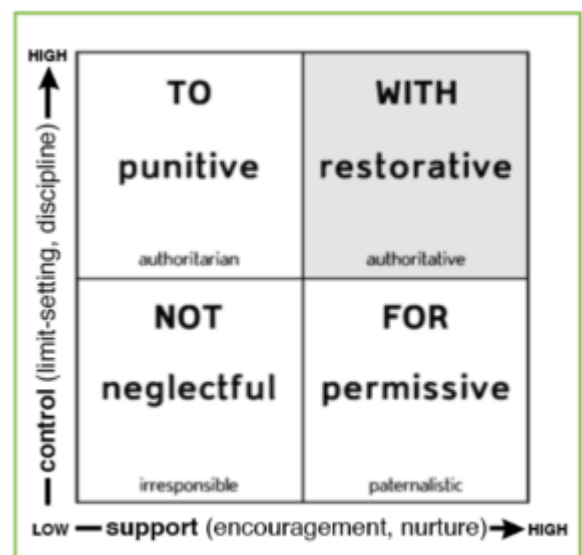 HIGH
control (limit-setting, discipline)
TO
punitive
authoritarian
WITH
restorative
authoritative
NOT
neglectful
irresponsible
FOR
permissive
paternalistic
LOW
support (encouragement, nurture)
HIGH